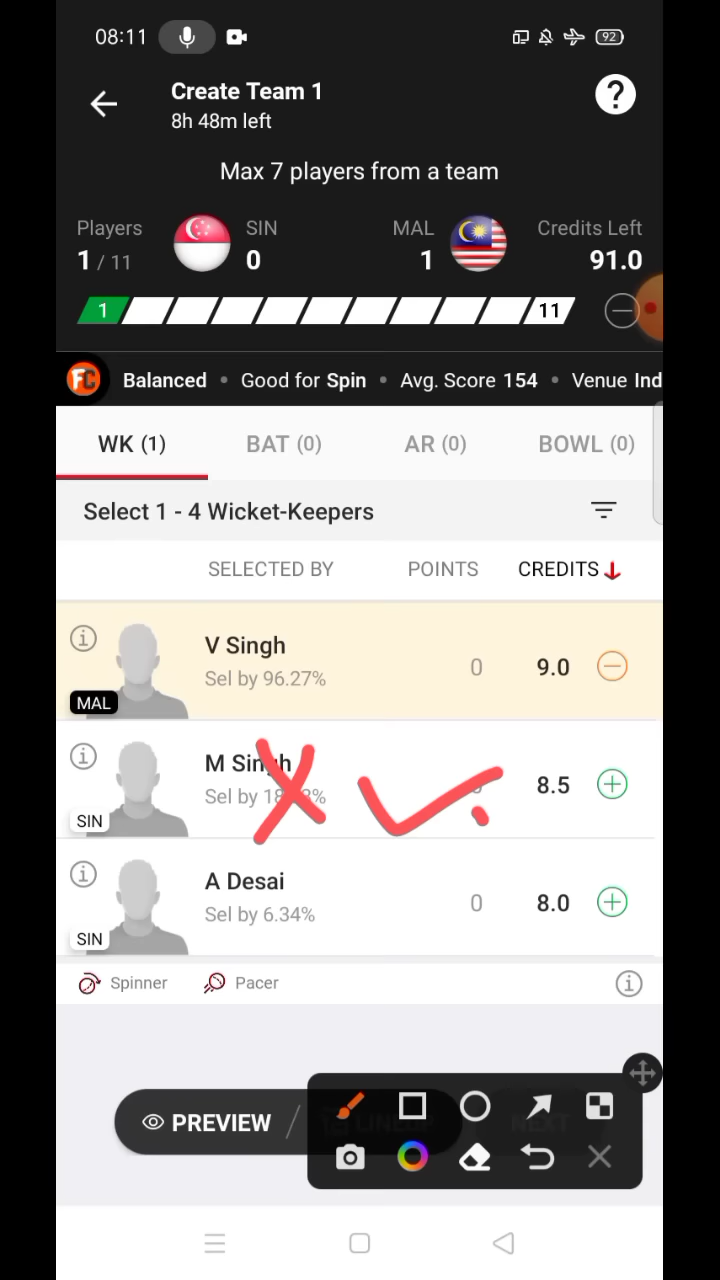 08:11
92
Create Team 1
8h 48m left
?
Max 7 players from a team
Players SIN MAL Credits Left
1 / 11 0 1 91.0
1 11
FC Balanced • Good for Spin • Avg. Score 154 • Venue Ind
WK (1) BAT (0) AR (0) BOWL (0)
Select 1 - 4 Wicket-Keepers
SELECTED BY POINTS CREDITS
V Singh
Sel by 96.27% 0 9.0
MAL
M Singh
Sel by % 8.5
SIN
A Desai
Sel by 6.34% 0 8.0
SIN
Spinner Pacer
PREVIEW